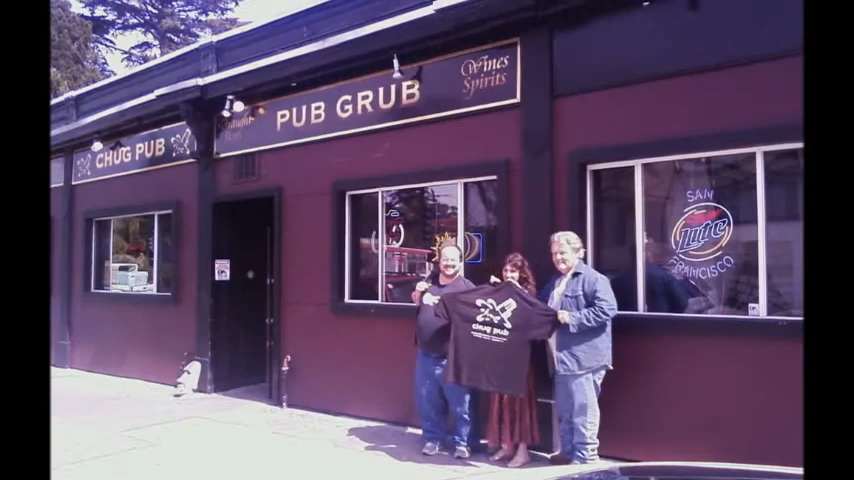 CHUG PUB
PUB GRUB
Wines
Spirits
SAN
Lite
FRANCISCO
chug pub